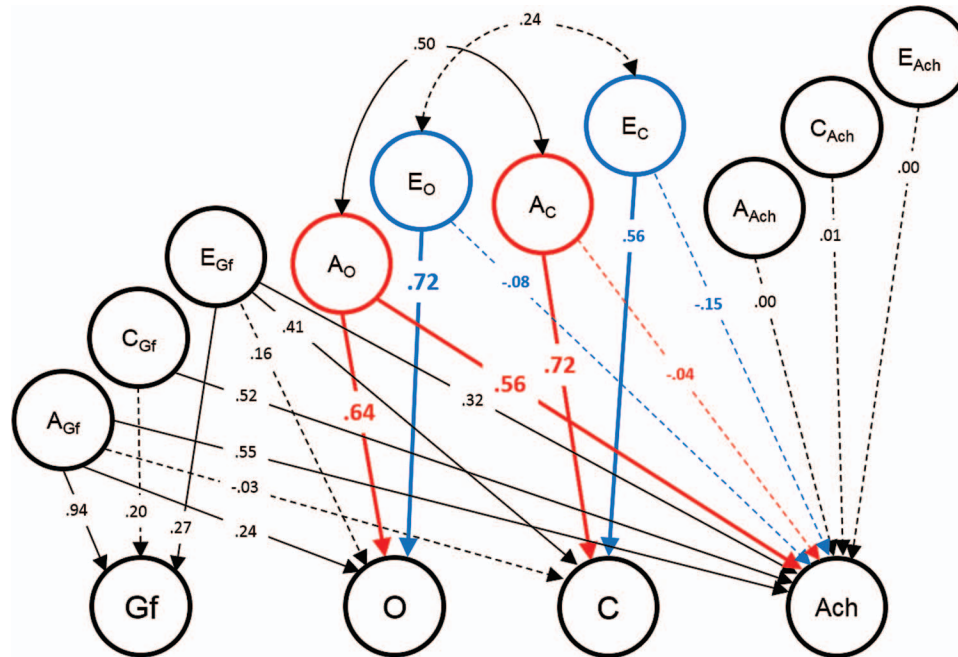 .24
.50
E_Ach
C_Ach
E_C
E_O
A_C
A_Ach
.00
E_Gf
A_O
.56
.01
.72
-.08
-.15
.00
C_Gf
.41
.16
.72
-.04
.56
.52
.32
.64
A_Gf
.55
-.03
.94
.20
.27
.24
Gf
O
C
Ach